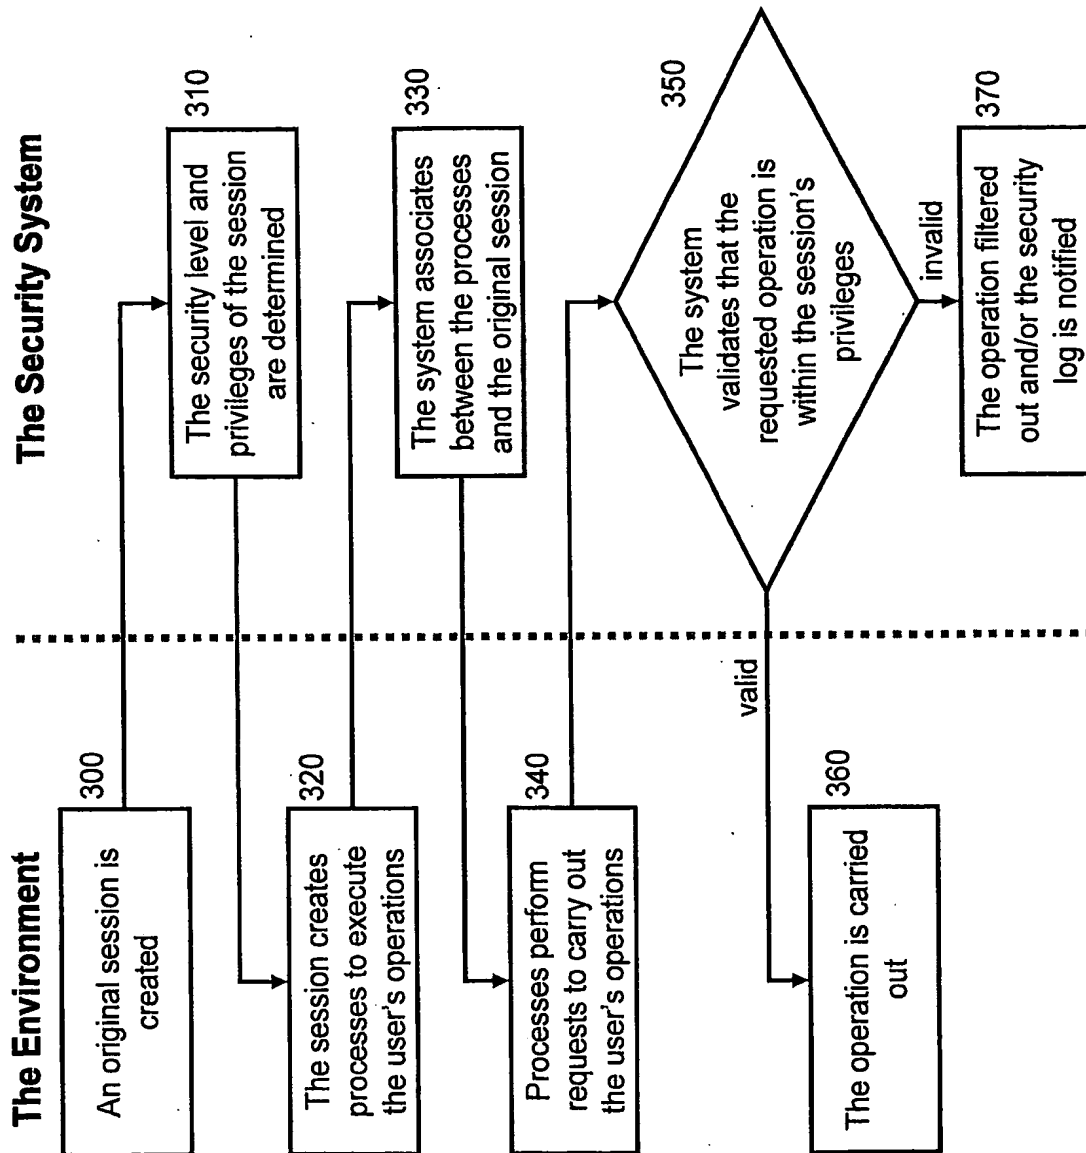 The Environment
The Security System
300
An original session is
created
310
The security level and
privileges of the session
are determined
320
The session creates
processes to execute
the user's operations
330
The system associates
between the processes
and the original session
340
Processes perform
requests to carry out
the user's operations
350
The system
validates that the
requested operation is
within the session's
privileges
valid
invalid
360
The operation is carried
out
370
The operation filtered
out and/or the security
log is notified